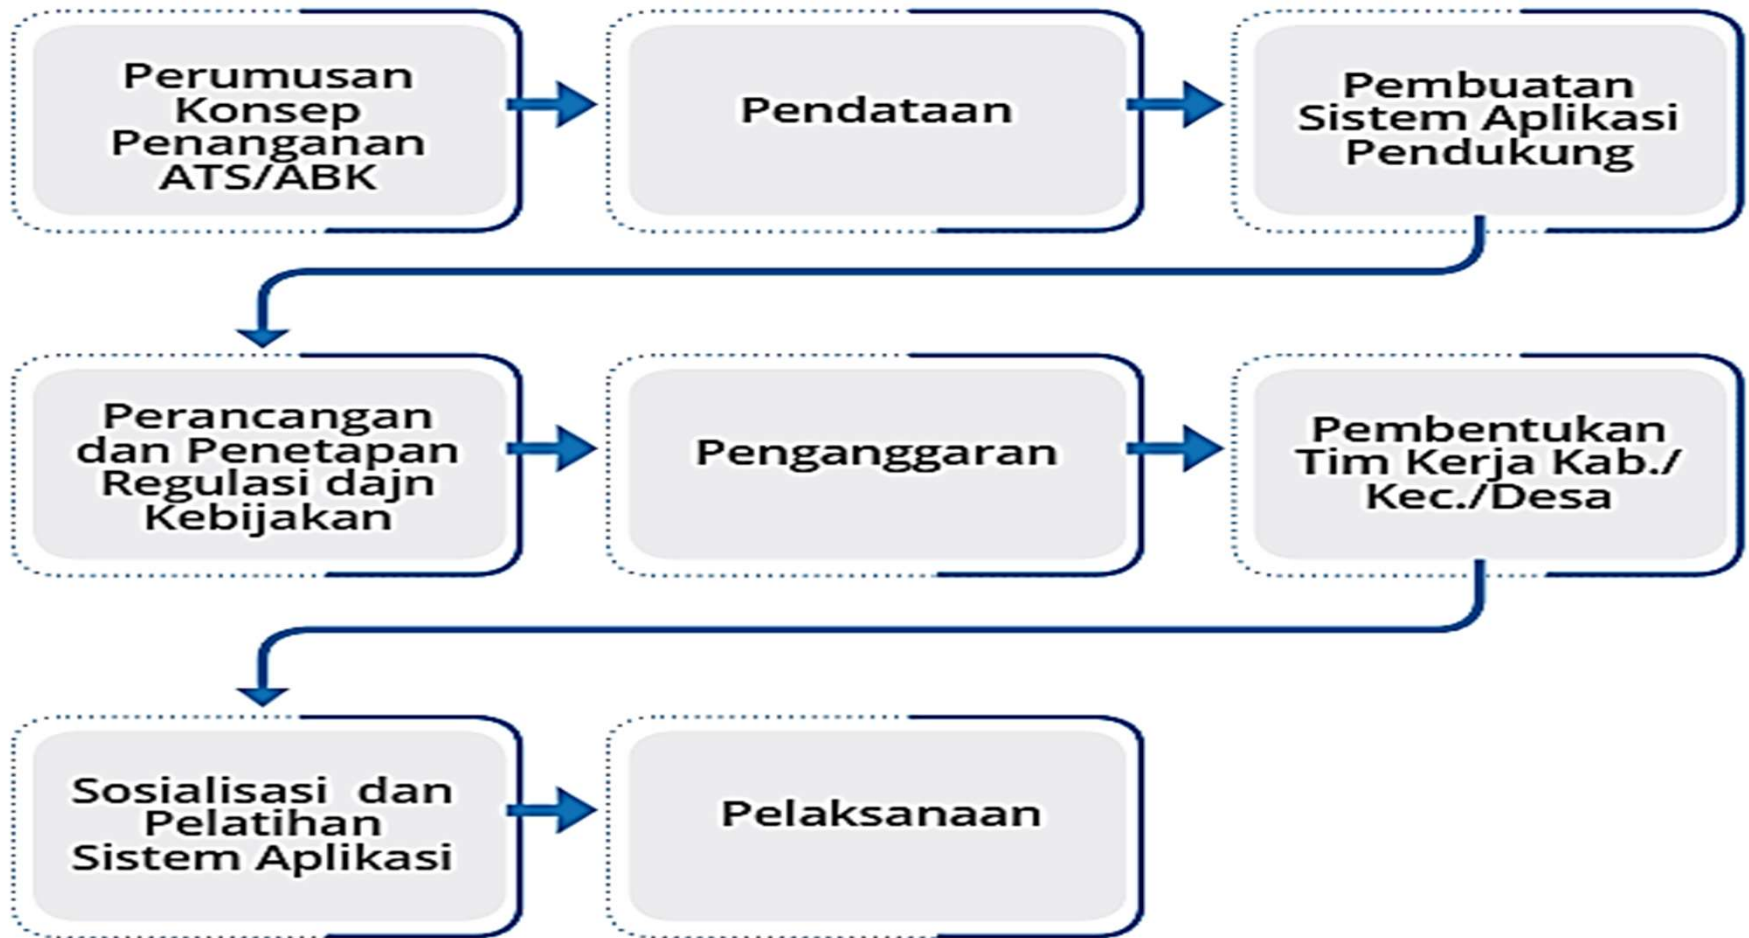 Perumusan
Konsep
Penanganan
ATS/ABK
Pendataan
Pembuatan
Sistem Aplikasi
Pendukung
Perancangan
dan Penetapan
Regulasi dajn
Kebijakan
Penganggaran
Pembentukan
Tim Kerja Kab./
Kec./Desa
Sosialisasi dan
Pelatihan
Sistem Aplikasi
Pelaksanaan